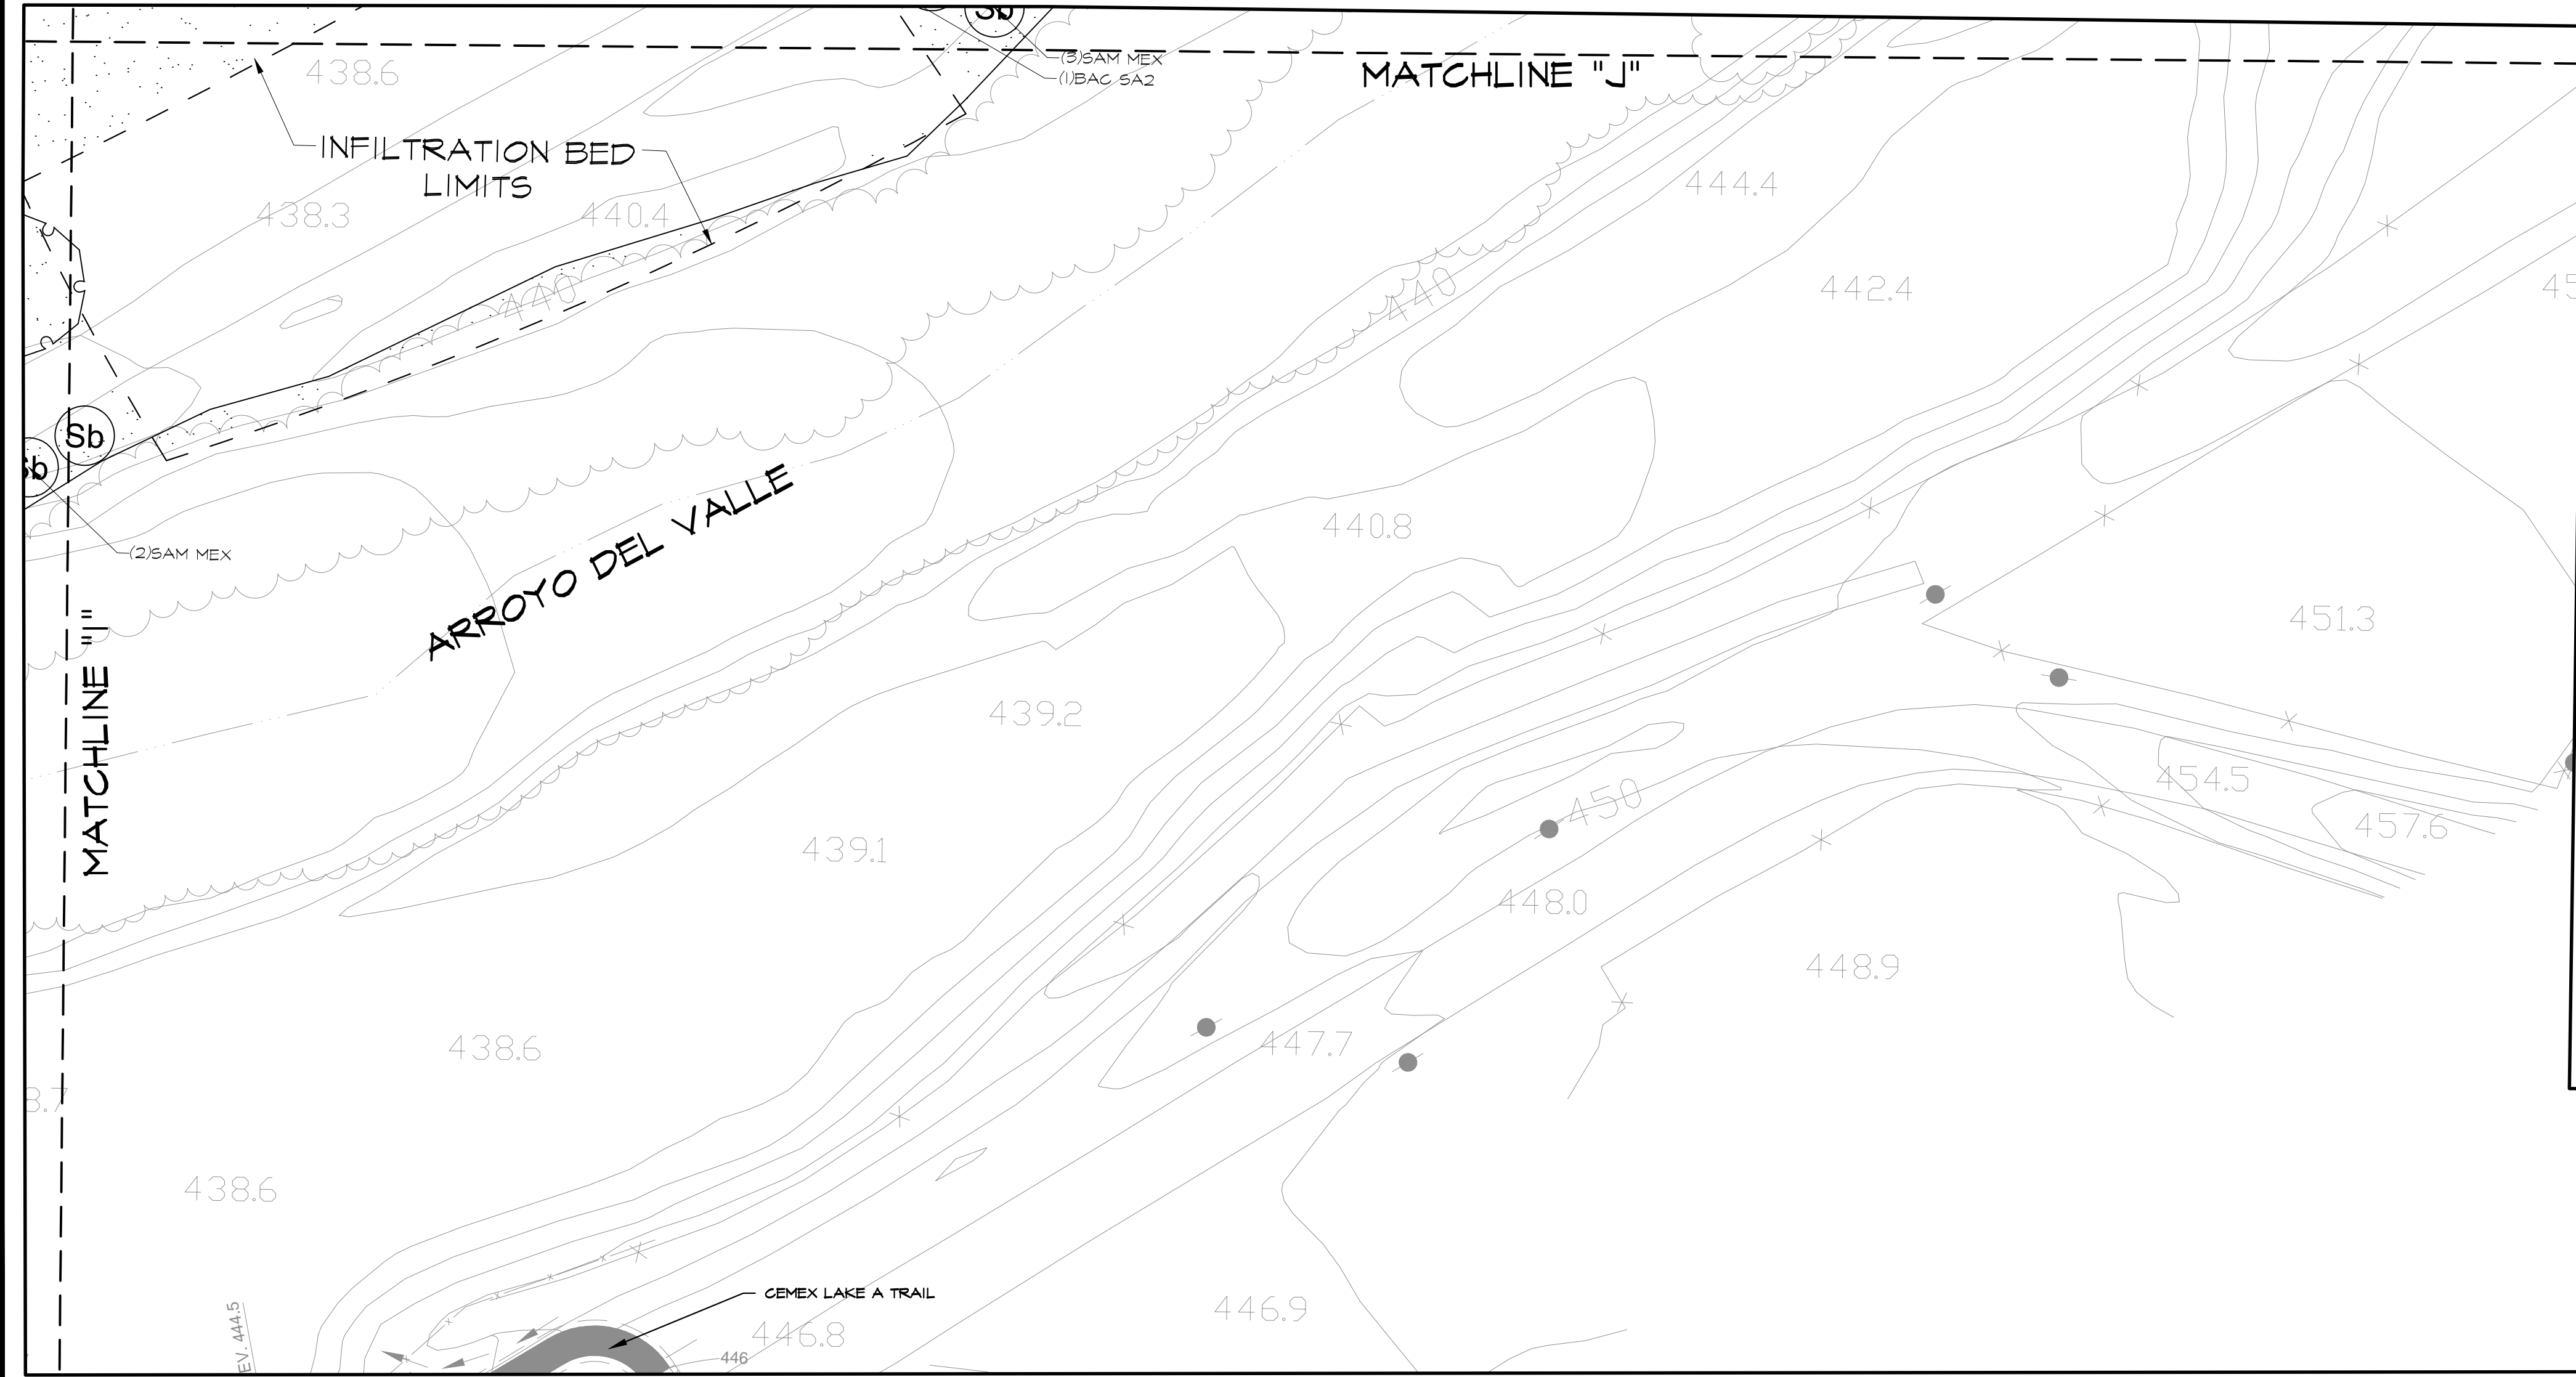 Sb
(3)SAM MEX
(1)BAC SA2
MATCHLINE "J"
438.6
INFILTRATION BED
LIMITS
438.3
440.4
444.4
440
440
442.4
Sb
Sb
(2)SAM MEX
ARROYO DEL VALLE
440.8
MATCHLINE "I"
451.3
439.2
454.5
450
457.6
439.1
448.0
448.9
438.6
447.7
8.7
438.6
CEMEX LAKE A TRAIL
446.9
446.8
446
EV. 444.5